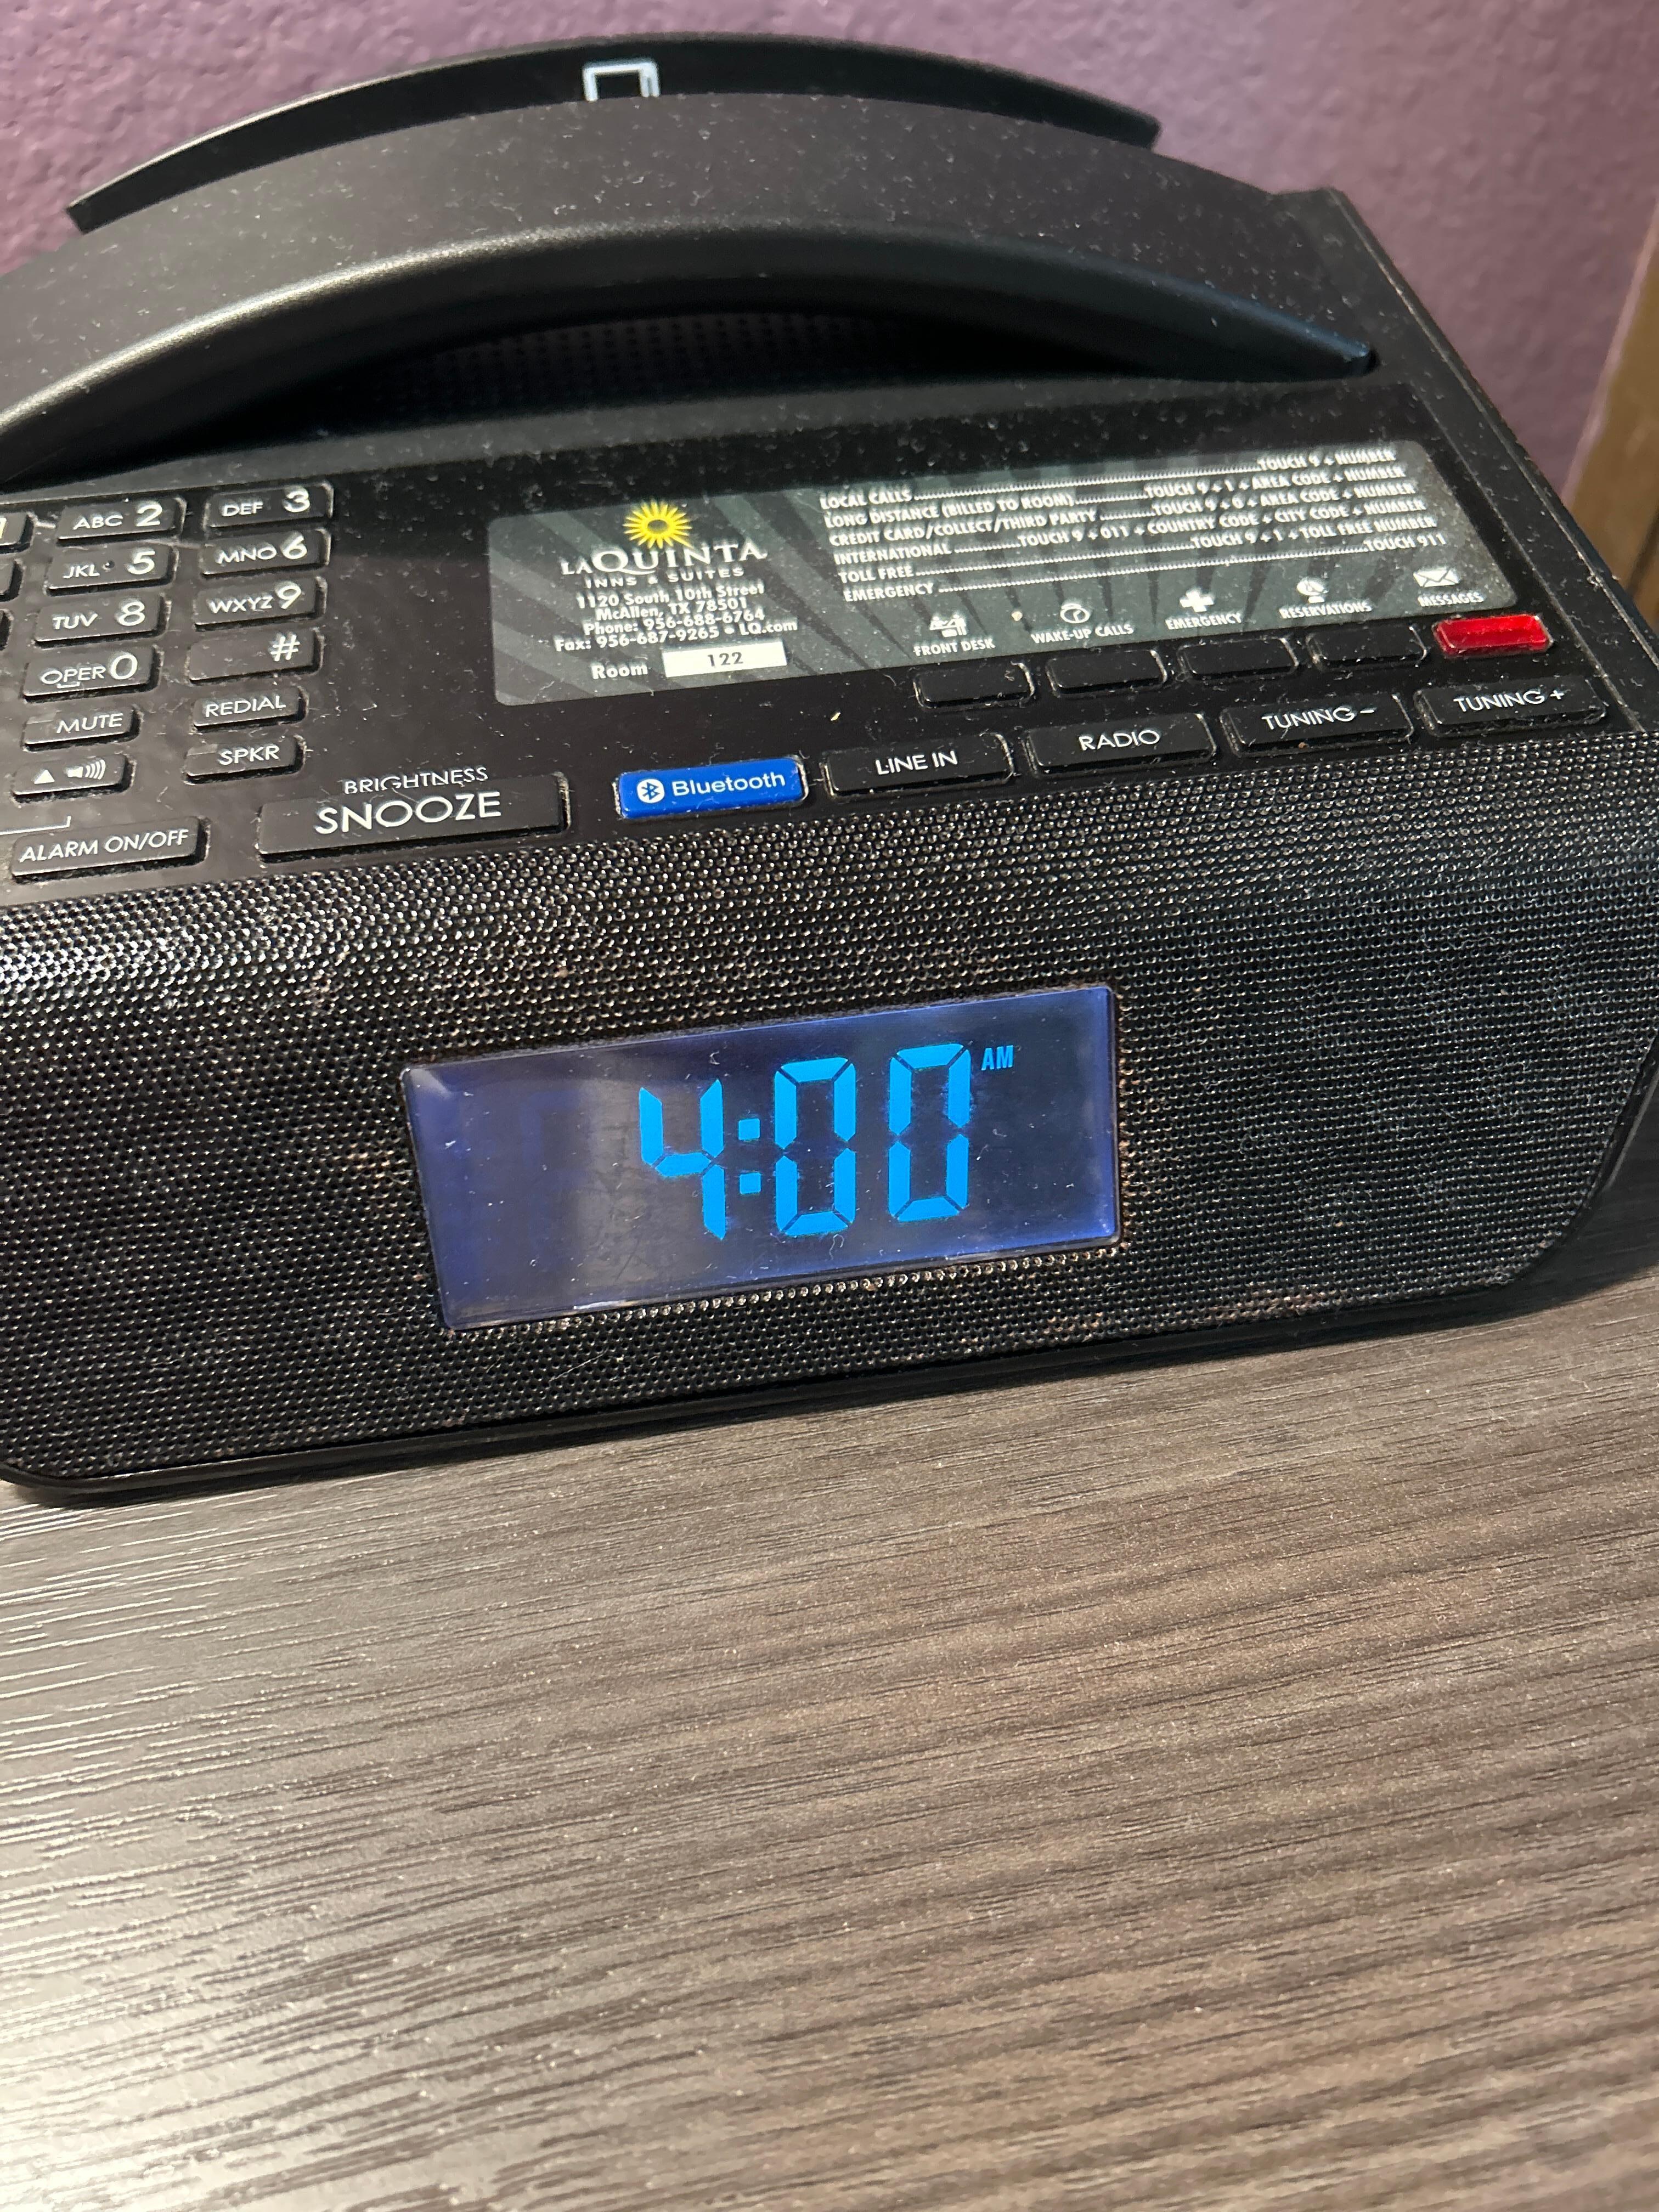 1
ABC 2
DEF 3
JKL 5
MNO 6
TUV 8
WXYZ 9
OPER 0
#
MUTE
REDIAL
SPKR
BRIGHTNESS
SNOOZE
ALARM ON/OFF
LAQUINTA
INNS & SUITES
1120 South 10th Street
McAllen, TX 78501
Phone: 956-688-6764
Fax: 956-687-9265 • LQ.com
Room 122
LOCAL CALLS TOUCH 9 + NUMBER
LONG DISTANCE (BILLED TO ROOM) TOUCH 9 + 1 + AREA CODE + NUMBER
CREDIT CARD/COLLECT/THIRD PARTY TOUCH 9 + 0 + AREA CODE + NUMBER
INTERNATIONAL TOUCH 9 + 011 + COUNTRY CODE + CITY CODE + NUMBER
TOLL FREE TOUCH 9 + 1 + TOLL FREE NUMBER
EMERGENCY TOUCH 911
FRONT DESK
WAKE-UP CALLS
EMERGENCY
RESERVATIONS
MESSAGES
Bluetooth
LINE IN
RADIO
TUNING −
TUNING +
4:00 AM